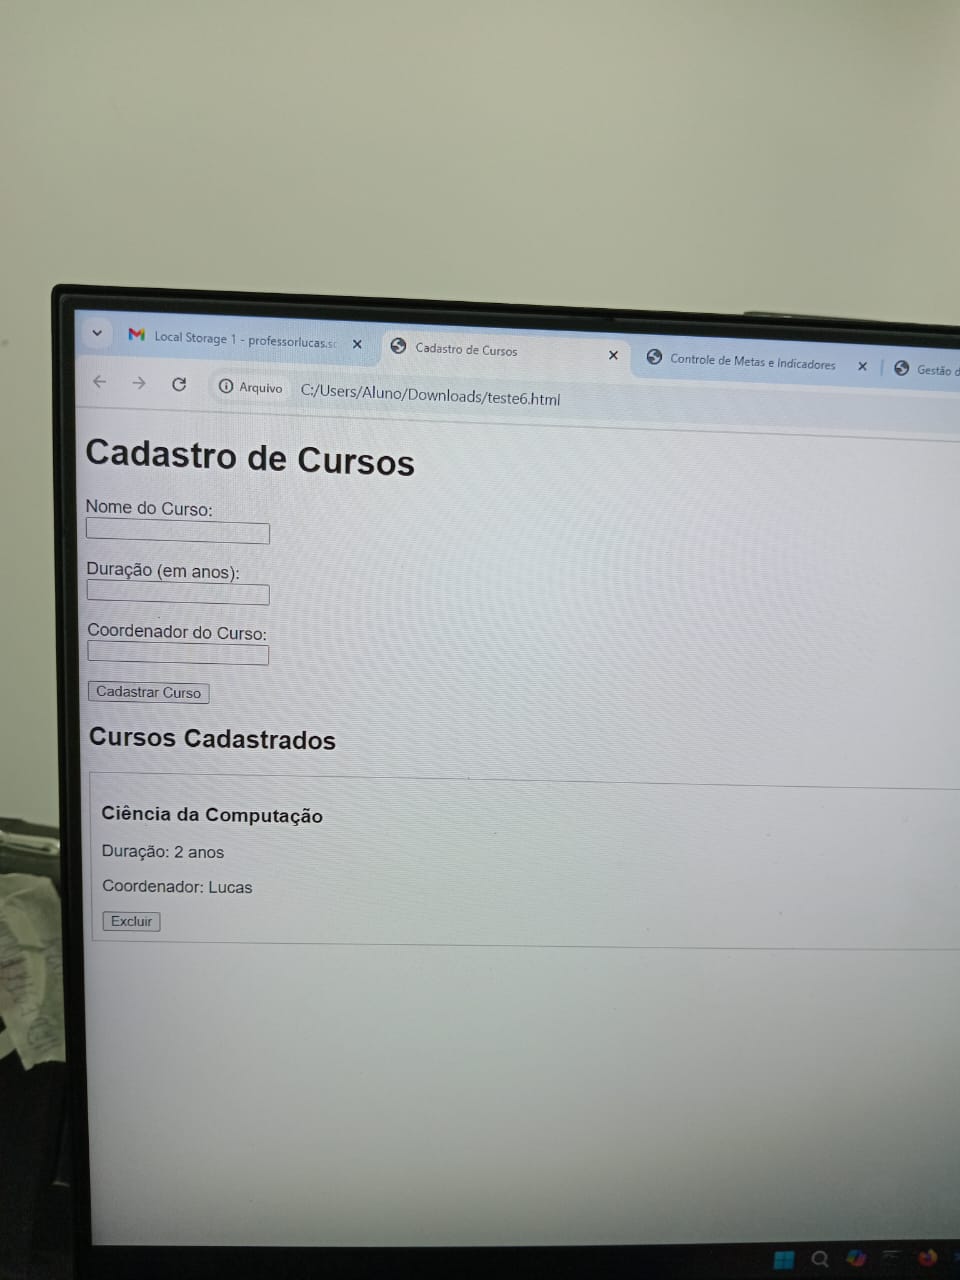 Local Storage 1 - professorlucas.sc
Cadastro de Cursos
Controle de Metas e Indicadores
Gestão d
Arquivo
C:/Users/Aluno/Downloads/teste6.html
Cadastro de Cursos
Nome do Curso:
Duração (em anos):
Coordenador do Curso:
Cadastrar Curso
Cursos Cadastrados
Ciência da Computação
Duração: 2 anos
Coordenador: Lucas
Excluir